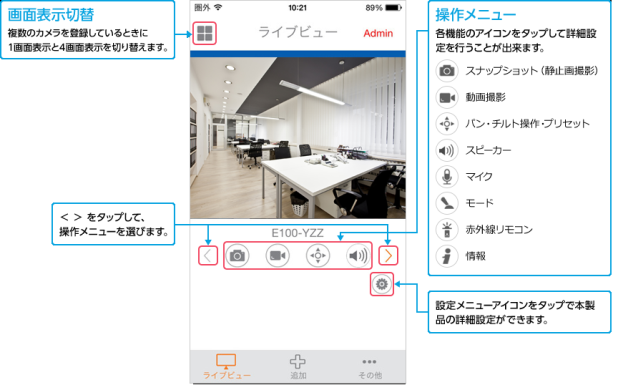 画面表示切替
複数のカメラを登録しているときに
1画面表示と4画面表示を切り替えます。
圏外 10:21 89%
ライブビュー Admin
操作メニュー
各機能のアイコンをタップして詳細設
定を行うことが出来ます。
スナップショット（静止画撮影）
動画撮影
パン・チルト操作・プリセット
スピーカー
マイク
モード
赤外線リモコン
情報
< > をタップして、
操作メニューを選びます。
E100-YZZ
設定メニューアイコンをタップで本製
品の詳細設定ができます。
ライブビュー 追加 その他